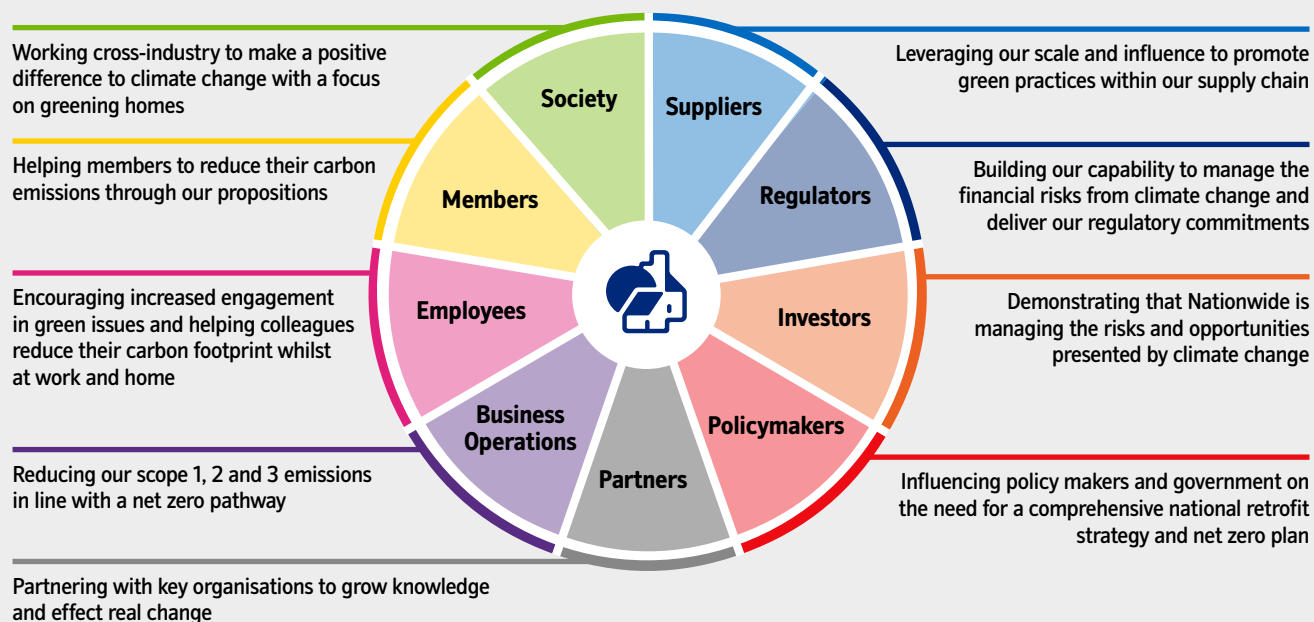 Working cross-industry to make a positive
difference to climate change with a focus
on greening homes
Helping members to reduce their carbon
emissions through our propositions
Encouraging increased engagement
in green issues and helping colleagues
reduce their carbon footprint whilst
at work and home
Reducing our scope 1, 2 and 3 emissions
in line with a net zero pathway
Partnering with key organisations to grow knowledge
and effect real change
Society
Suppliers
Members
Regulators
Employees
Investors
Business
Operations
Policymakers
Partners
Leveraging our scale and influence to promote
green practices within our supply chain
Building our capability to manage the
financial risks from climate change and
deliver our regulatory commitments
Demonstrating that Nationwide is
managing the risks and opportunities
presented by climate change
Influencing policy makers and government on
the need for a comprehensive national retrofit
strategy and net zero plan